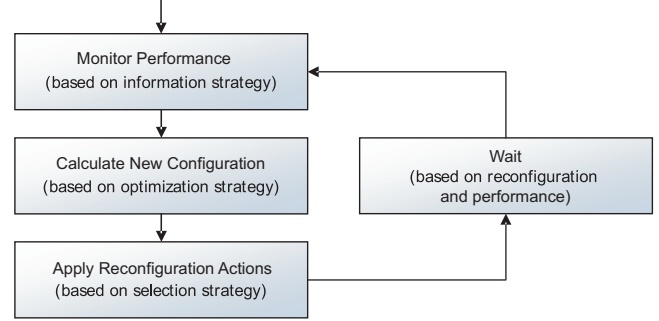 Monitor Performance
(based on information strategy)
Calculate New Configuration
(based on optimization strategy)
Apply Reconfiguration Actions
(based on selection strategy)
Wait
(based on reconfiguration
and performance)